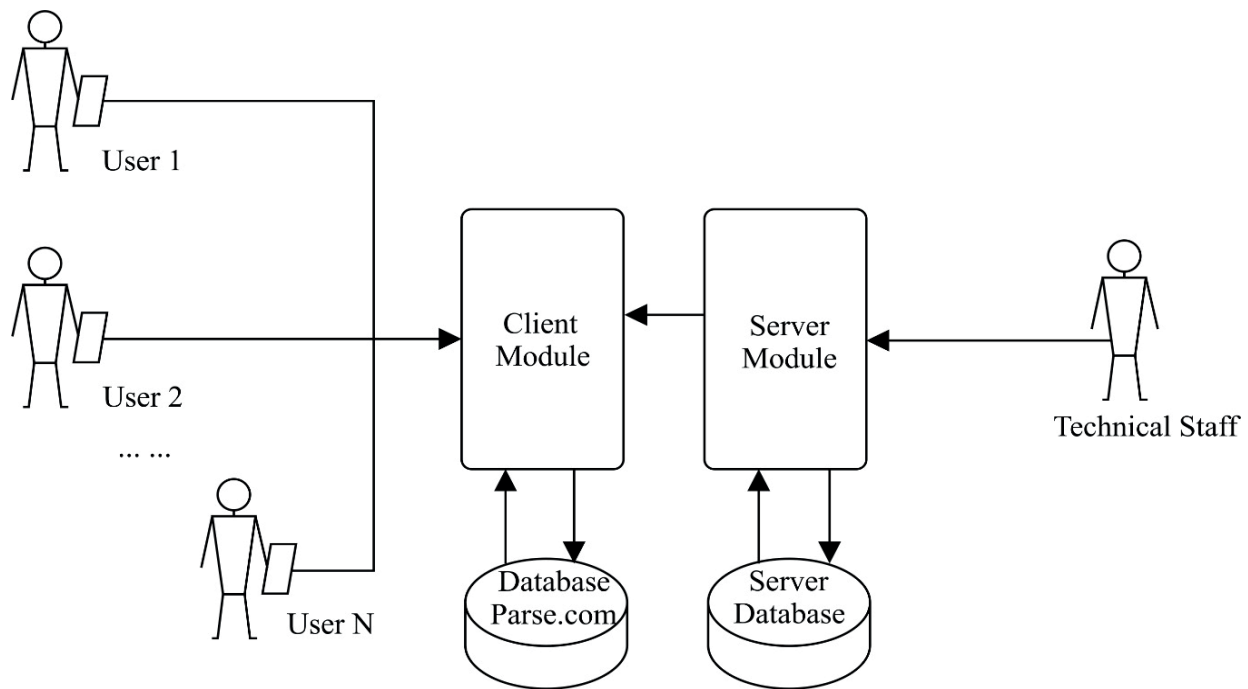 User 1
User 2
... ...
User N
Client
Module
Server
Module
Technical Staff
Database
Parse.com
Server
Database